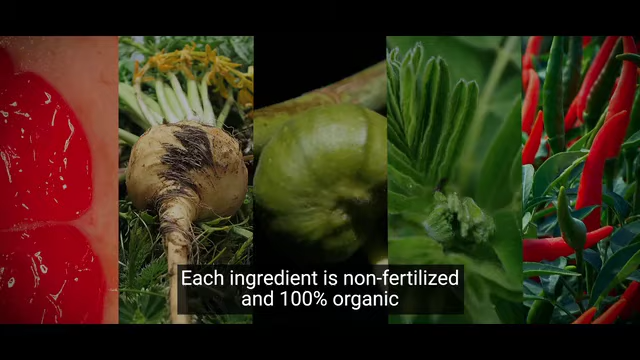 Each ingredient is non-fertilized
and 100% organic